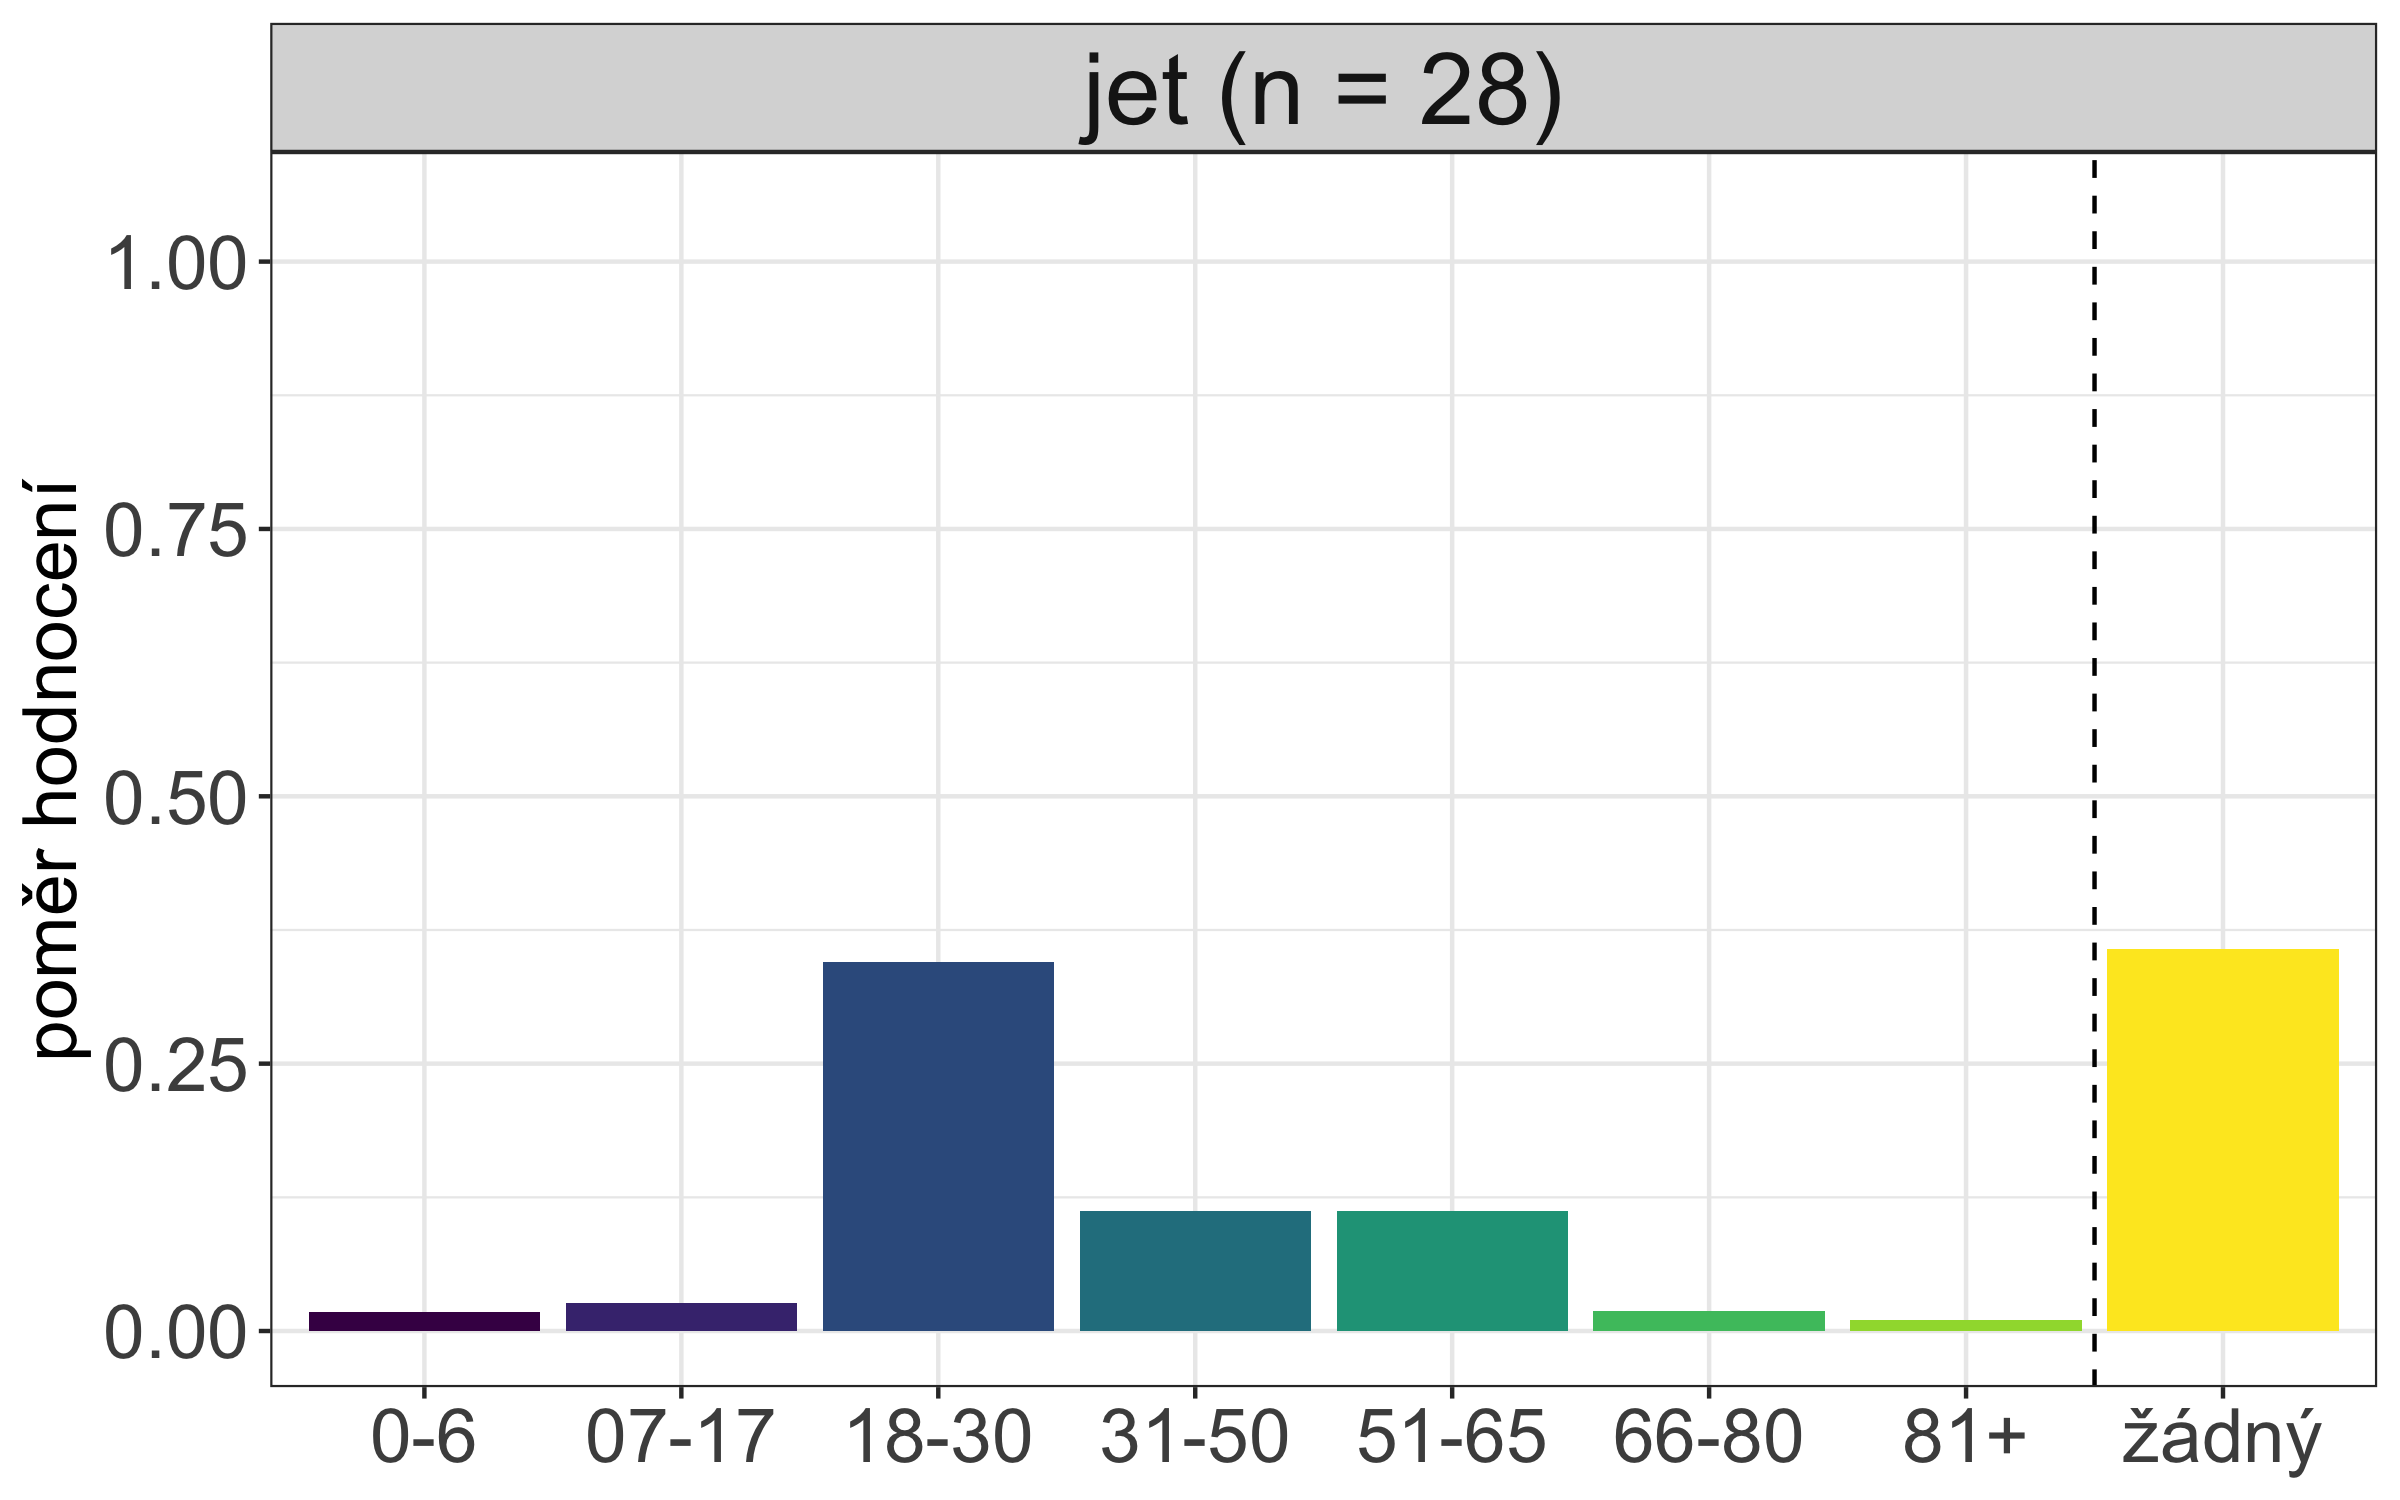 jet (n = 28)
poměr hodnocení
1.00
0.75
0.50
0.25
0.00
0-6 07-17 18-30 31-50 51-65 66-80 81+ žádný